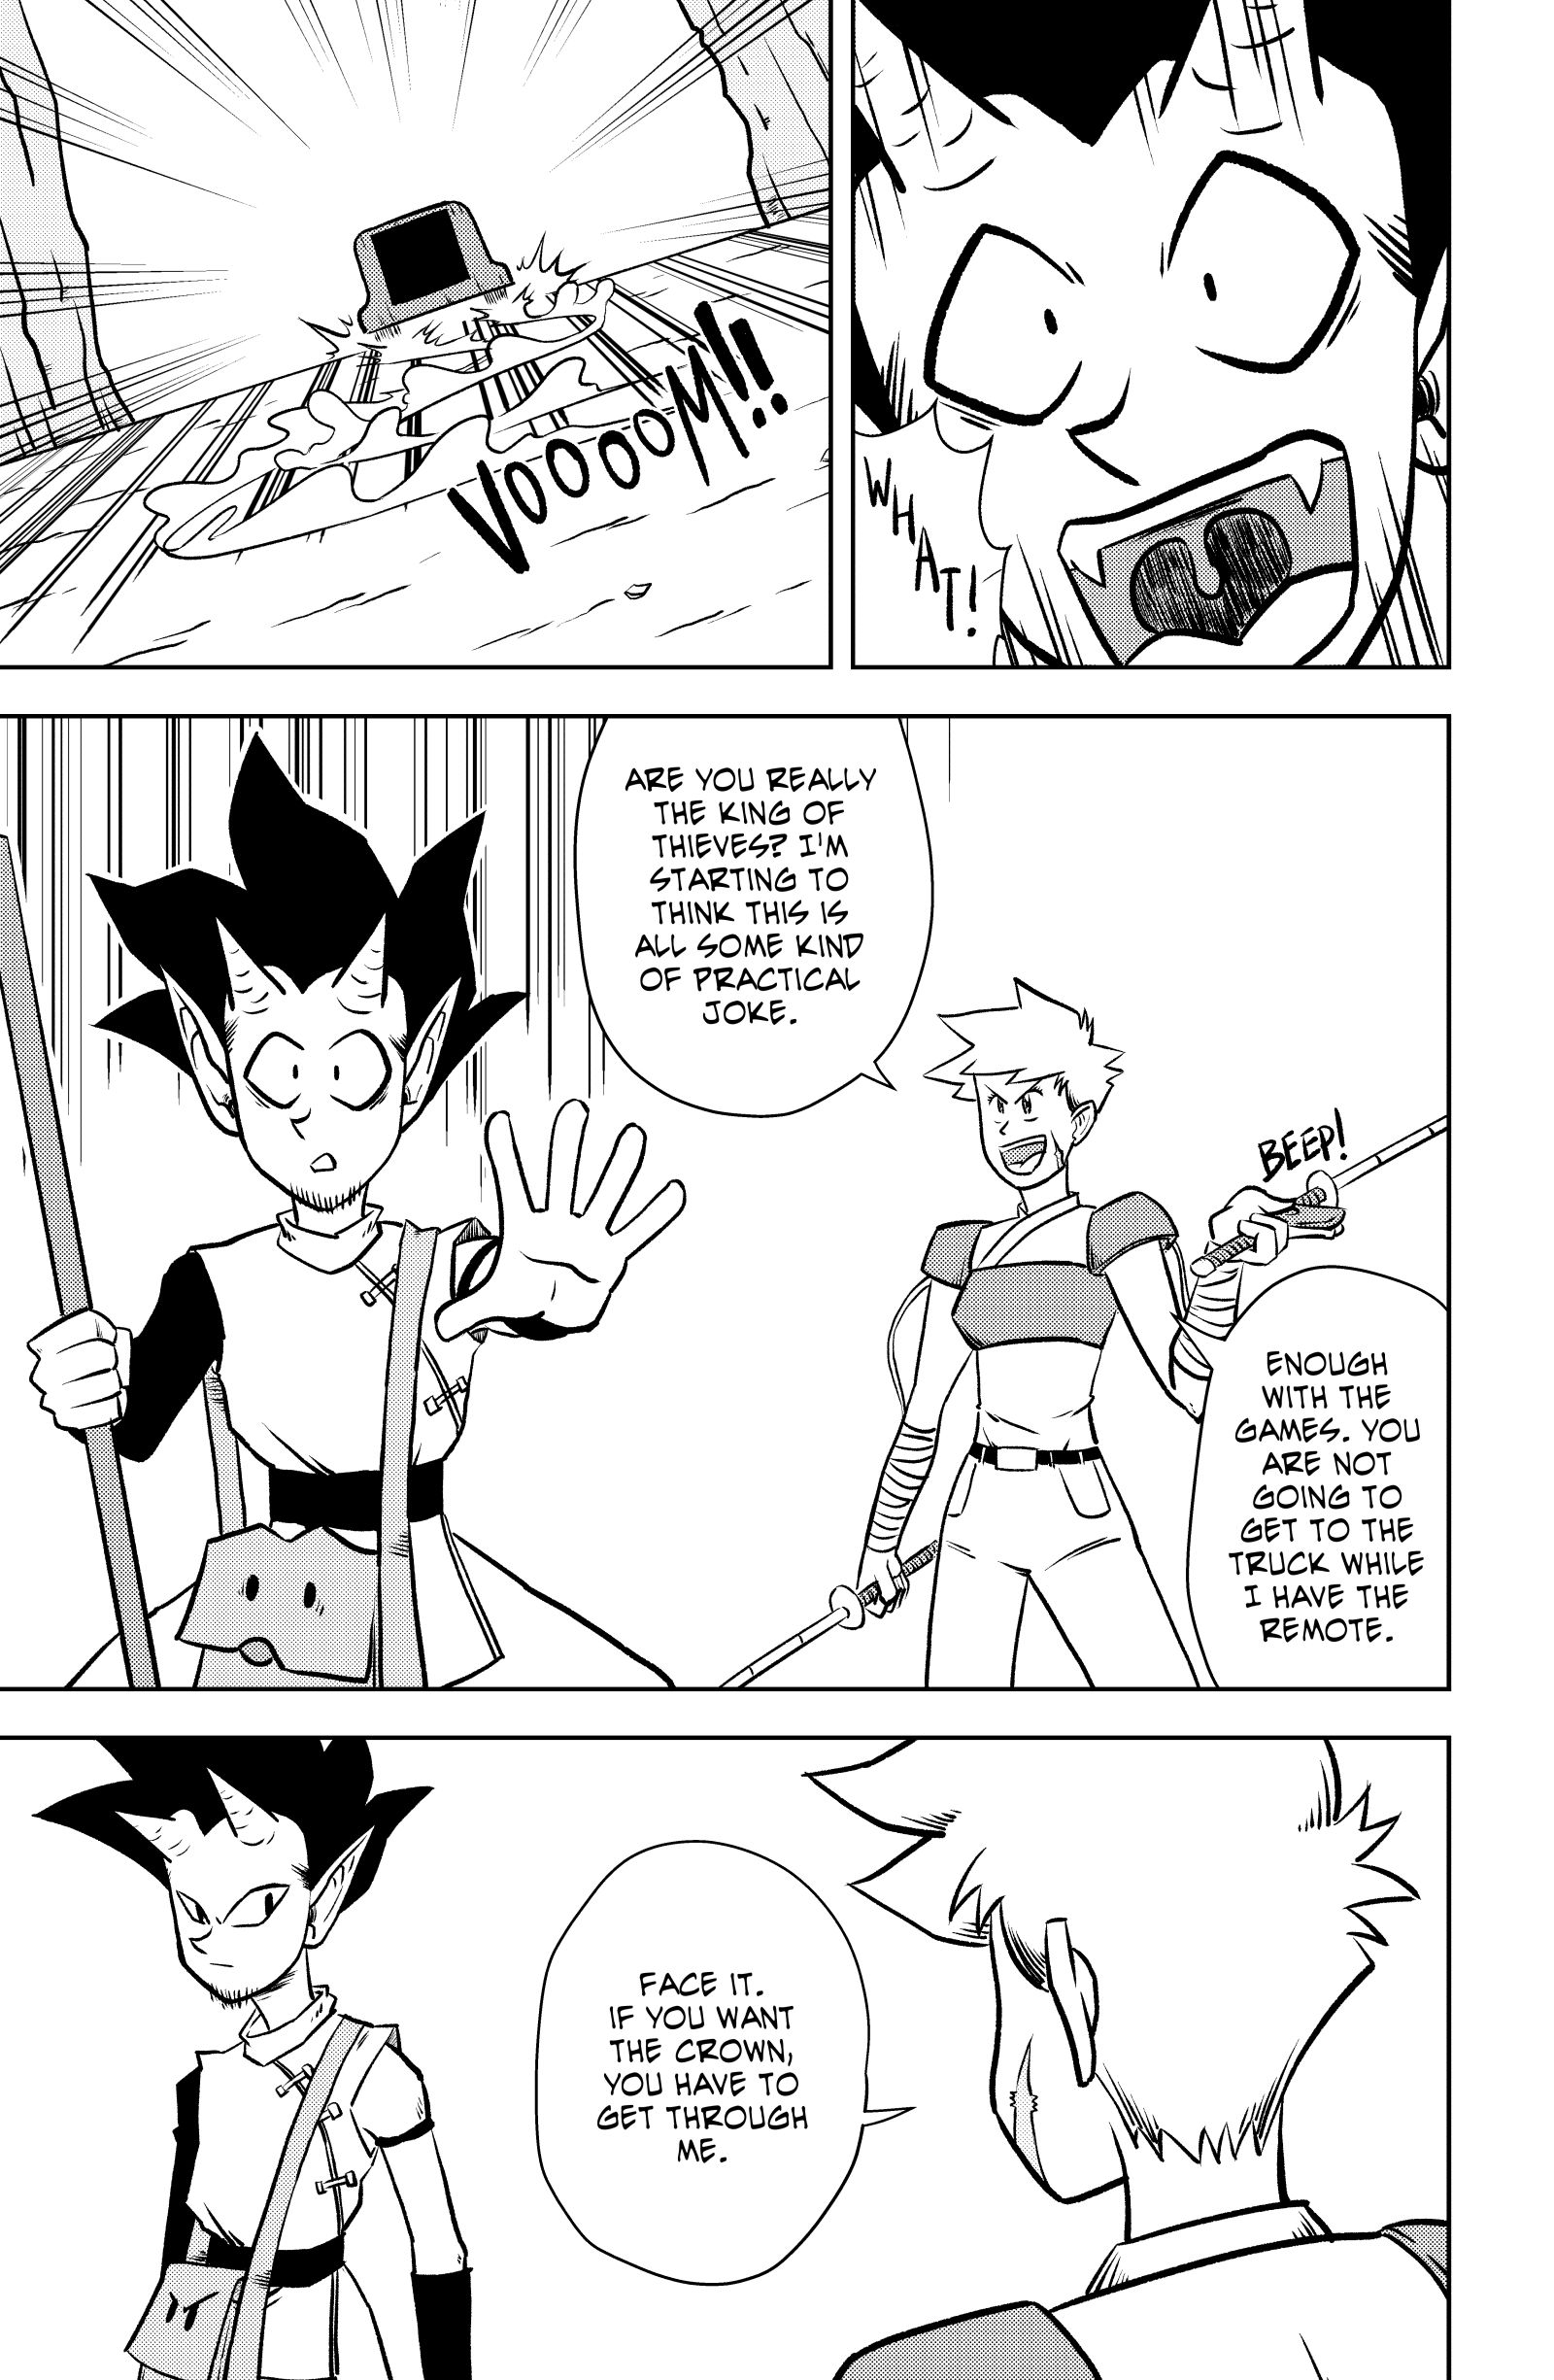 VOOOOM!!
WHAT!
ARE YOU REALLY
THE KING OF
THIEVES? I'M
STARTING TO
THINK THIS IS
ALL SOME KIND
OF PRACTICAL
JOKE.
BEEP!
ENOUGH
WITH THE
GAMES. YOU
ARE NOT
GOING TO
GET TO THE
TRUCK WHILE
I HAVE THE
REMOTE.
FACE IT.
IF YOU WANT
THE CROWN,
YOU HAVE TO
GET THROUGH
ME.